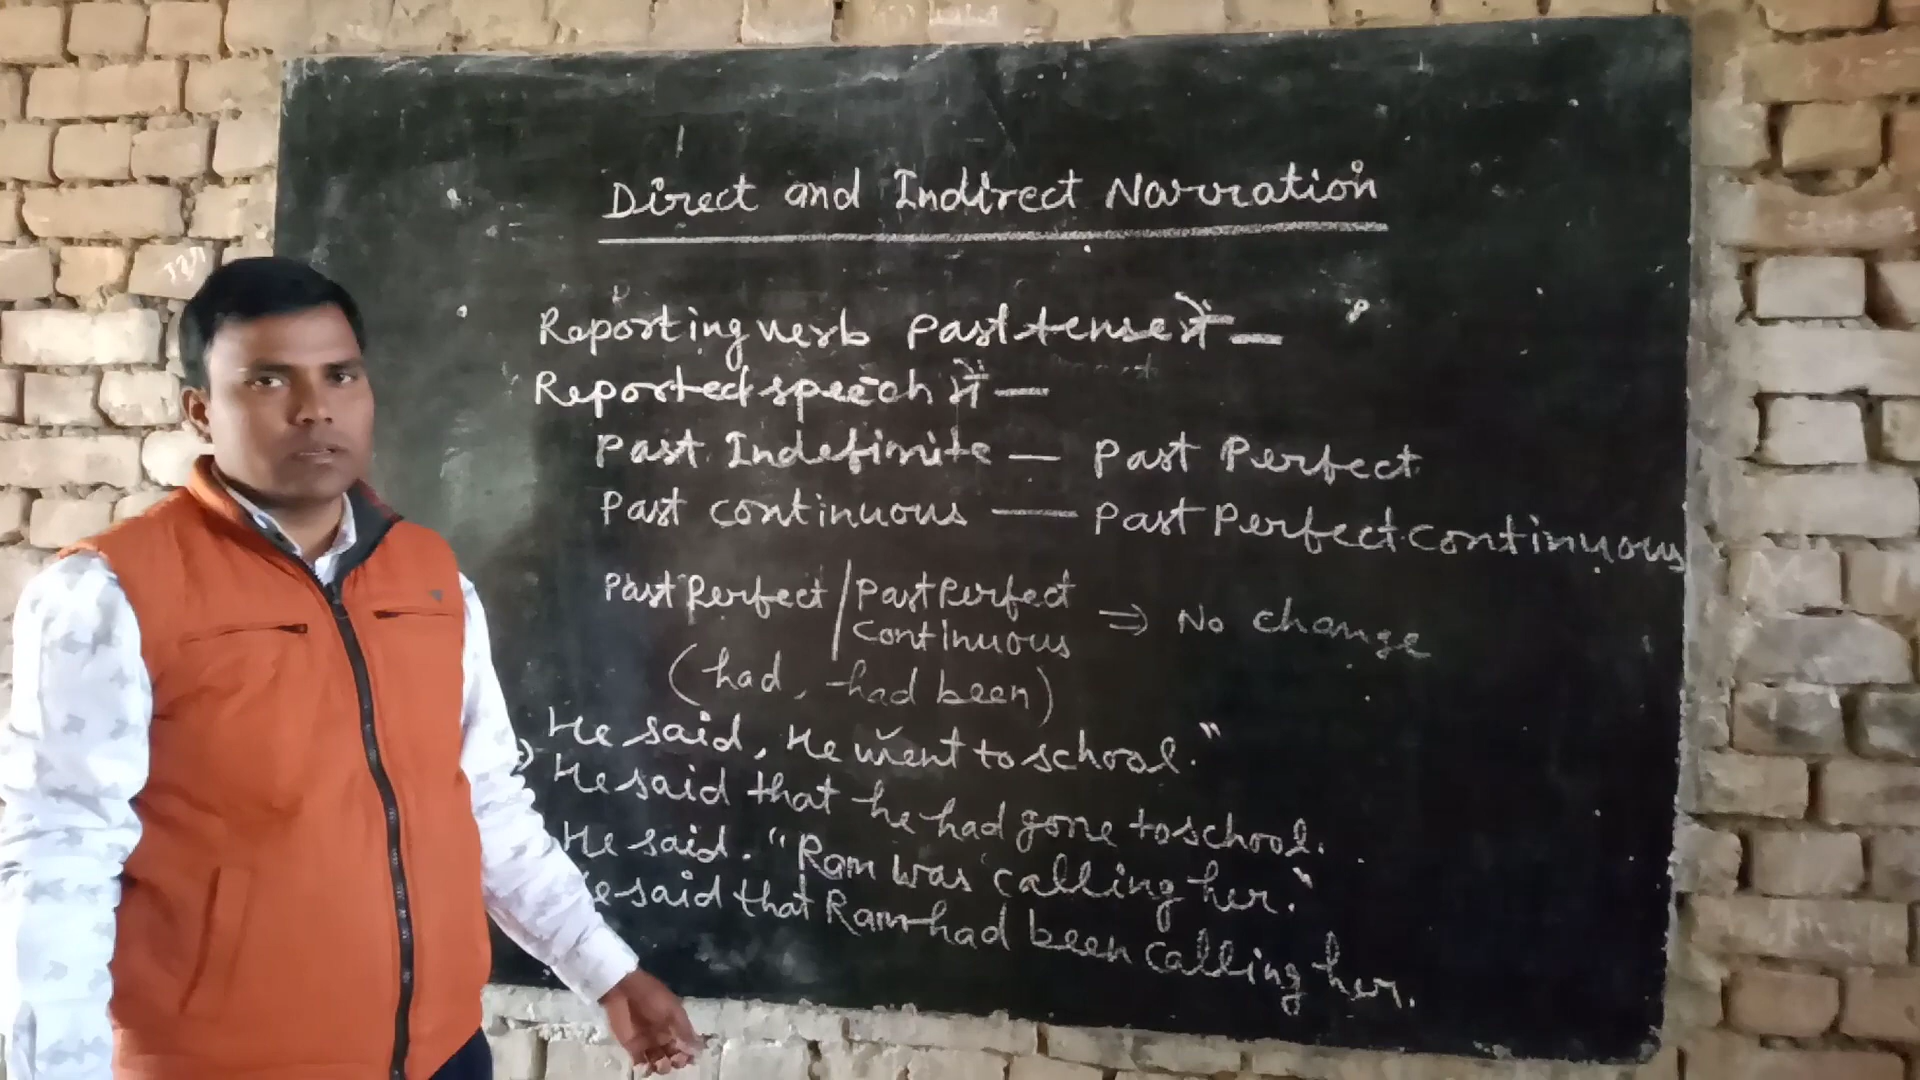 Direct and Indirect Narration
Reporting verb Past tense में —
Reported speech में —
Past Indefinite — Past Perfect
Past continuous — Past Perfect continuous
Past Perfect / Past Perfect continuous ⇒ No change
(had, had been)
He said, He went to school."
He said that he had gone to school.
He said. "Ram was calling her."
e said that Ram had been calling her.